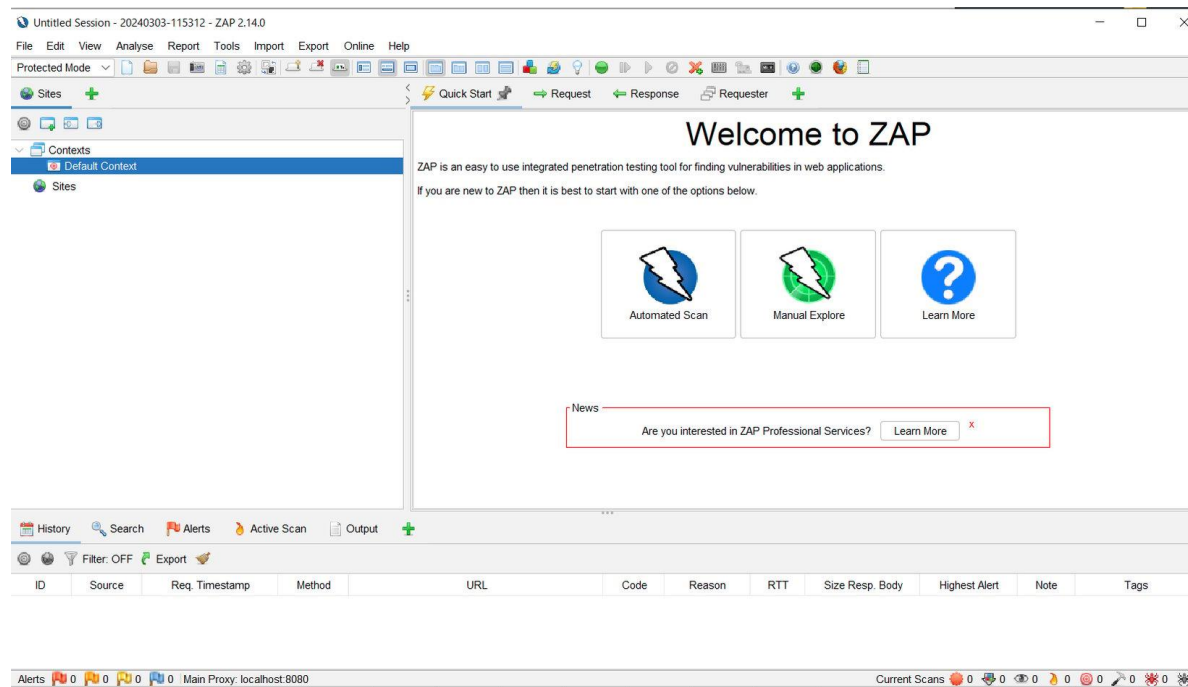 Untitled Session - 20240303-115312 - ZAP 2.14.0
File Edit View Analyse Report Tools Import Export Online Help
Protected Mode
Sites
Quick Start Request Response Requester
Contexts
Default Context
Sites
Welcome to ZAP
ZAP is an easy to use integrated penetration testing tool for finding vulnerabilities in web applications.
If you are new to ZAP then it is best to start with one of the options below.
Automated Scan Manual Explore Learn More
News
Are you interested in ZAP Professional Services? Learn More x
History Search Alerts Active Scan Output
Filter: OFF Export
ID Source Req. Timestamp Method URL Code Reason RTT Size Resp. Body Highest Alert Note Tags
Alerts 0 0 0 0 Main Proxy: localhost:8080 Current Scans 0 0 0 0 0 0 0